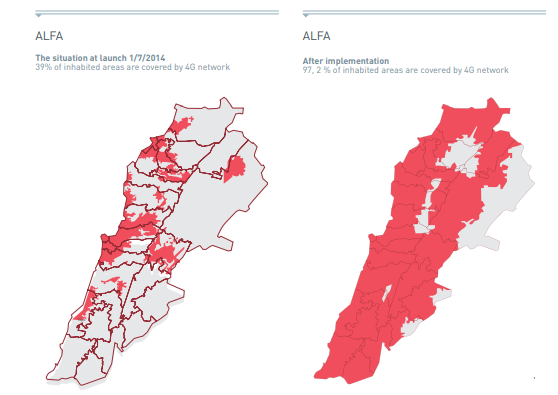 ALFA
The situation at launch 1/7/2014
39% of inhabited areas are covered by 4G network
ALFA
After implementation
97, 2 % of inhabited areas are covered by 4G network